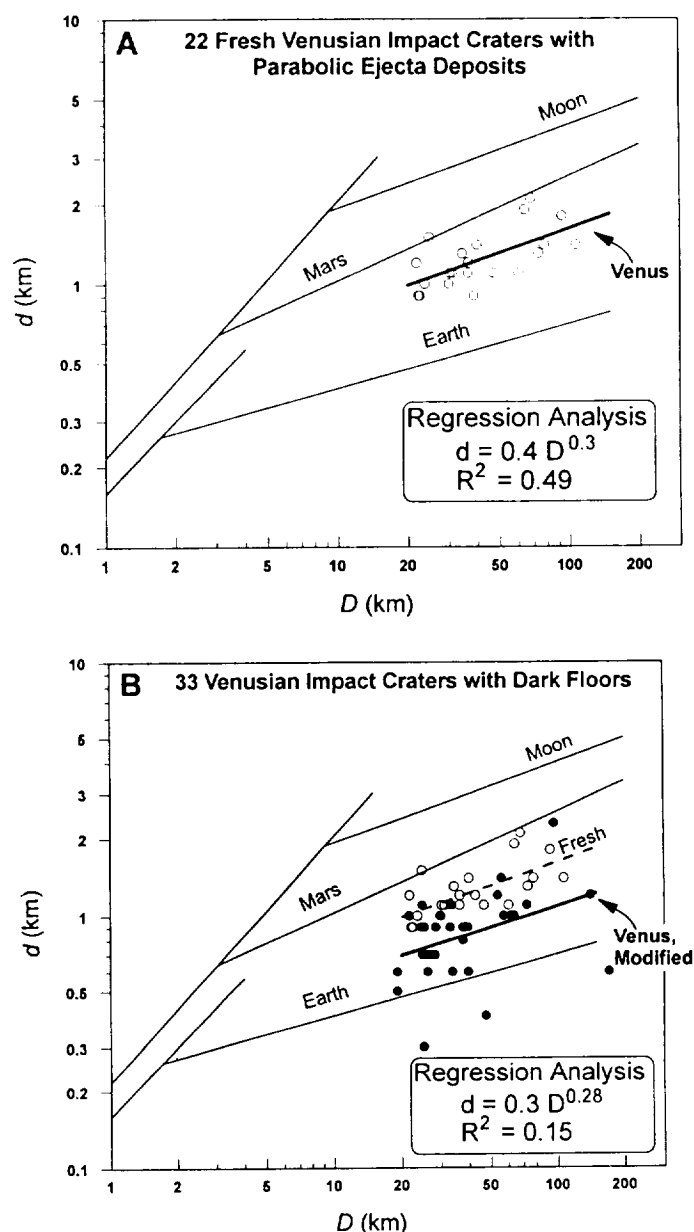 A
22 Fresh Venusian Impact Craters with
Parabolic Ejecta Deposits
10
5
3
2
1
0.5
0.3
0.2
0.1
d (km)
Moon
Mars
Venus
Earth
Regression Analysis
d = 0.4 D^0.3
R^2 = 0.49
1
2
5
10
20
50
100
200
D (km)
B
33 Venusian Impact Craters with Dark Floors
10
5
3
2
1
0.5
0.3
0.2
0.1
d (km)
Moon
Fresh
Mars
Venus,
Modified
Earth
Regression Analysis
d = 0.3 D^0.28
R^2 = 0.15
1
2
5
10
20
50
100
200
D (km)